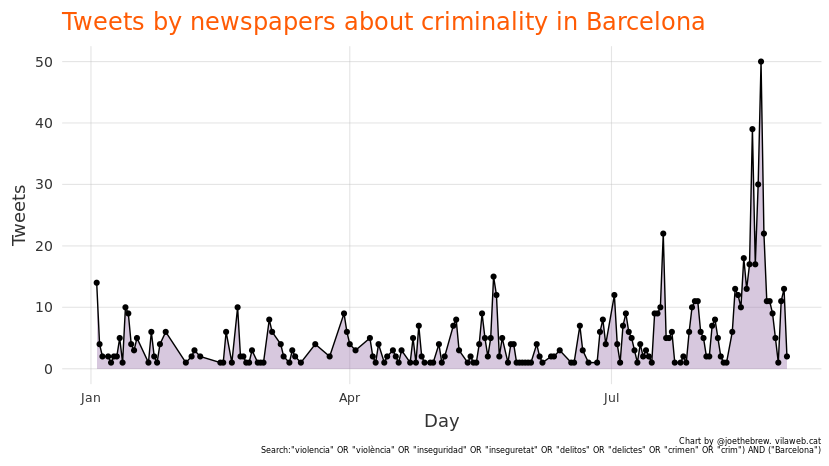 Tweets by newspapers about criminality in Barcelona
50
40
30
20
10
0
Tweets
Jan
Apr
Jul
Day
Chart by @joethebrew. vilaweb.cat
Search:"violencia" OR "violència" OR "inseguridad" OR "inseguretat" OR "delitos" OR "delictes" OR "crimen" OR "crim") AND ("Barcelona")